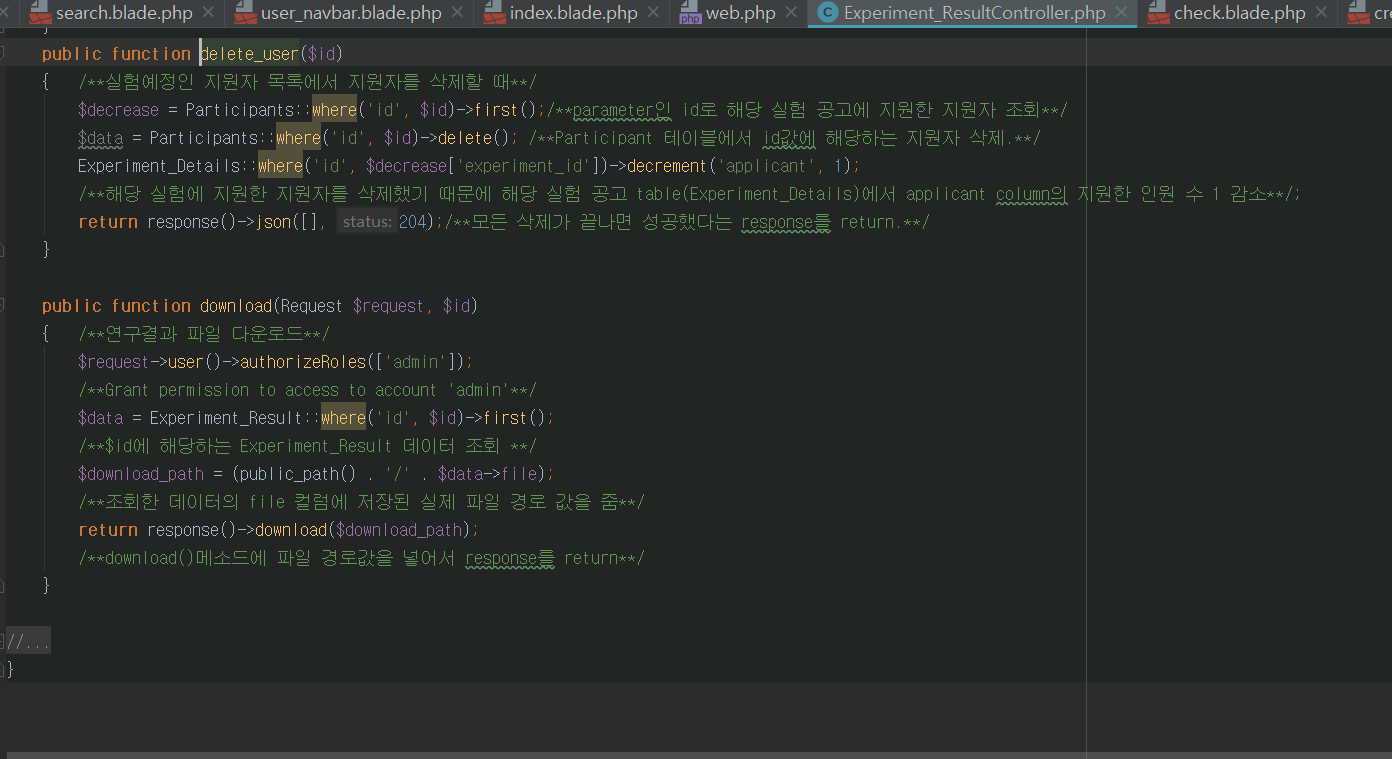 search.blade.php user_navbar.blade.php index.blade.php web.php Experiment_ResultController.php check.blade.php cre
public function delete_user($id)
{ /**실험예정인 지원자 목록에서 지원자를 삭제할 때**/
$decrease = Participants::where('id', $id)->first();/**parameter인 id로 해당 실험 공고에 지원한 지원자 조회**/
$data = Participants::where('id', $id)->delete(); /**Participant 테이블에서 id값에 해당하는 지원자 삭제.**/
Experiment_Details::where('id', $decrease['experiment_id'])->decrement('applicant', 1);
/**해당 실험에 지원한 지원자를 삭제했기 때문에 해당 실험 공고 table(Experiment_Details)에서 applicant column의 지원한 인원 수 1 감소**/;
return response()->json([], status: 204);/**모든 삭제가 끝나면 성공했다는 response를 return.**/
}
public function download(Request $request, $id)
{ /**연구결과 파일 다운로드**/
$request->user()->authorizeRoles(['admin']);
/**Grant permission to access to account 'admin'**/
$data = Experiment_Result::where('id', $id)->first();
/**$id에 해당하는 Experiment_Result 데이터 조회 **/
$download_path = (public_path() . '/' . $data->file);
/**조회한 데이터의 file 컬럼에 저장된 실제 파일 경로 값을 줌**/
return response()->download($download_path);
/**download()메소드에 파일 경로값을 넣어서 response를 return**/
}
//...
}